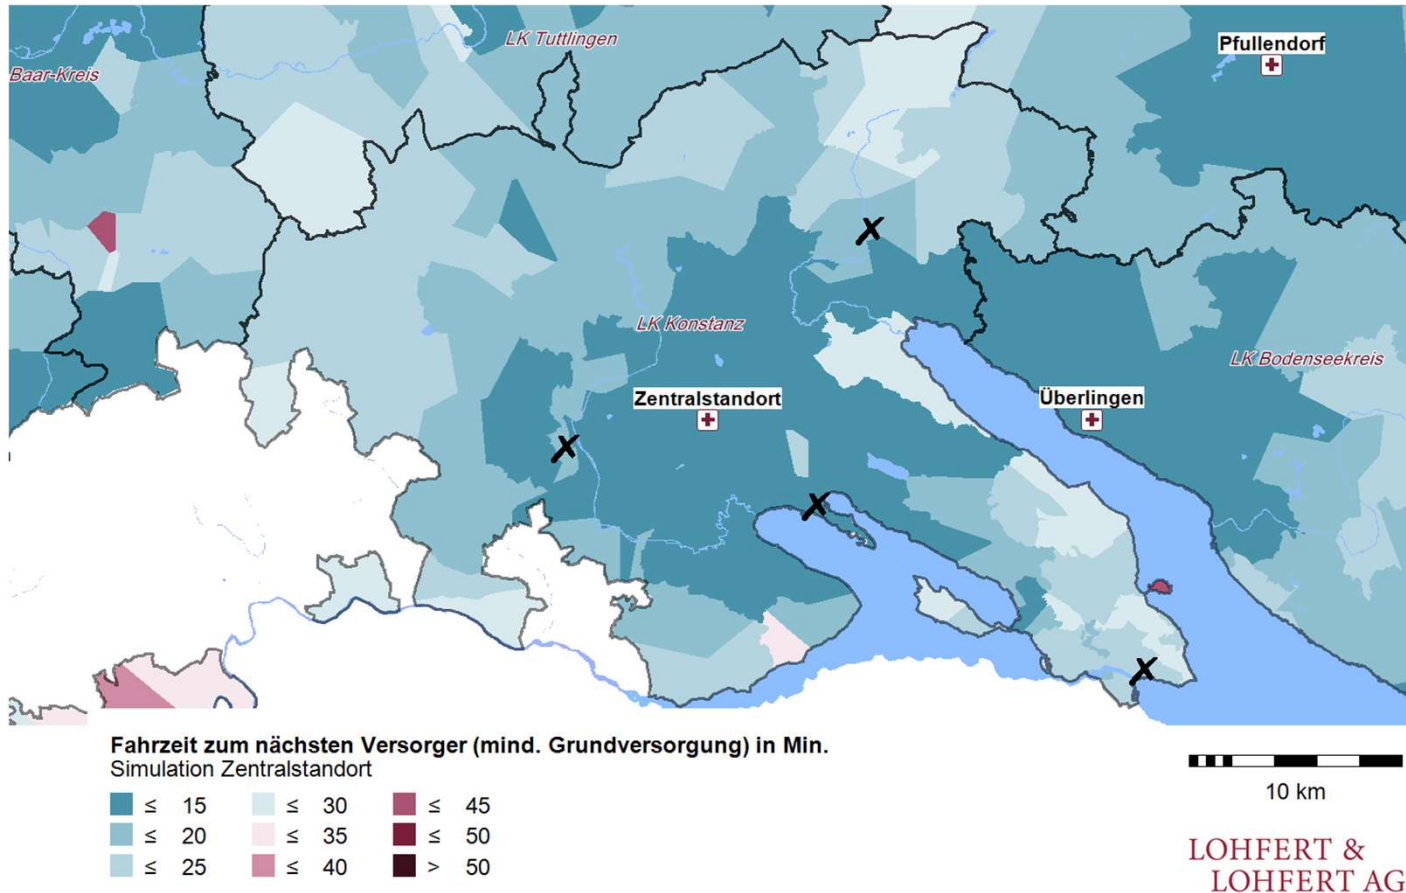 LK Tuttlingen
Pfullendorf
Baar-Kreis
LK Konstanz
LK Bodenseekreis
Zentralstandort
Überlingen
Fahrzeit zum nächsten Versorger (mind. Grundversorgung) in Min.
Simulation Zentralstandort
≤ 15 ≤ 30 ≤ 45
≤ 20 ≤ 35 ≤ 50
≤ 25 ≤ 40 > 50
10 km
LOHFERT &
LOHFERT AG